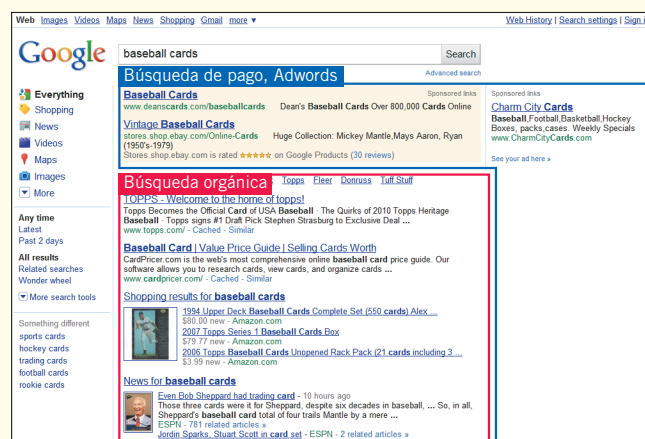 Web Images Videos Maps News Shopping Gmail more ▼
Web History | Search settings | Sign
Google
baseball cards
Search
Advanced search
Búsqueda de pago, Adwords
Everything
Shopping
News
Videos
Maps
Images
More
Any time
Latest
Past 2 days
All results
Related searches
Wonder wheel
More search tools
Something different
sports cards
hockey cards
trading cards
football cards
rookie cards
Baseball Cards
Sponsored links
www.deanscards.com/baseballcards Dean's Baseball Cards Over 800,000 Cards Online
Vintage Baseball Cards
stores.shop.ebay.com/Online-Cards Huge Collection: Mickey Mantle,Mays Aaron, Ryan
(1950's-1979)
Stores.shop.ebay.com is rated ★★★★★ on Google Products (30 reviews)
Sponsored links
Charm City Cards
Baseball,Football,Basketball,Hockey
Boxes, packs,cases. Weekly Specials
www.CharmCityCards.com
See your ad here »
Búsqueda orgánica
Topps Fleer Donruss Tuff Stuff
TOPPS - Welcome to the home of topps!
Topps Becomes the Official Card of USA Baseball · The Quirks of 2010 Topps Heritage
Baseball · Topps signs #1 Draft Pick Stephen Strasburg to Exclusive Deal ...
www.topps.com/ - Cached - Similar
Baseball Card | Value Price Guide | Selling Cards Worth
CardPricer.com is the web's most comprehensive online baseball card price guide. Our
software allows you to research cards, view cards, and organize cards ...
www.cardpricer.com/ - Cached - Similar
Shopping results for baseball cards
1994 Upper Deck Baseball Cards Complete Set (550 cards) Alex ...
$80.00 new - Amazon.com
2007 Topps Series 1 Baseball Cards Box
$79.77 new - Amazon.com
2006 Topps Baseball Cards Unopened Rack Pack (21 cards including 3 ...
$3.99 new - Amazon.com
News for baseball cards
Even Bob Sheppard had trading card - 10 hours ago
Those three cards were it for Sheppard, despite six decades in baseball, ... So, in all,
Sheppard's baseball card total of four trails Mantle by a mere ...
ESPN - 781 related articles »
Jordin Sparks, Stuart Scott in card set - ESPN - 2 related articles »